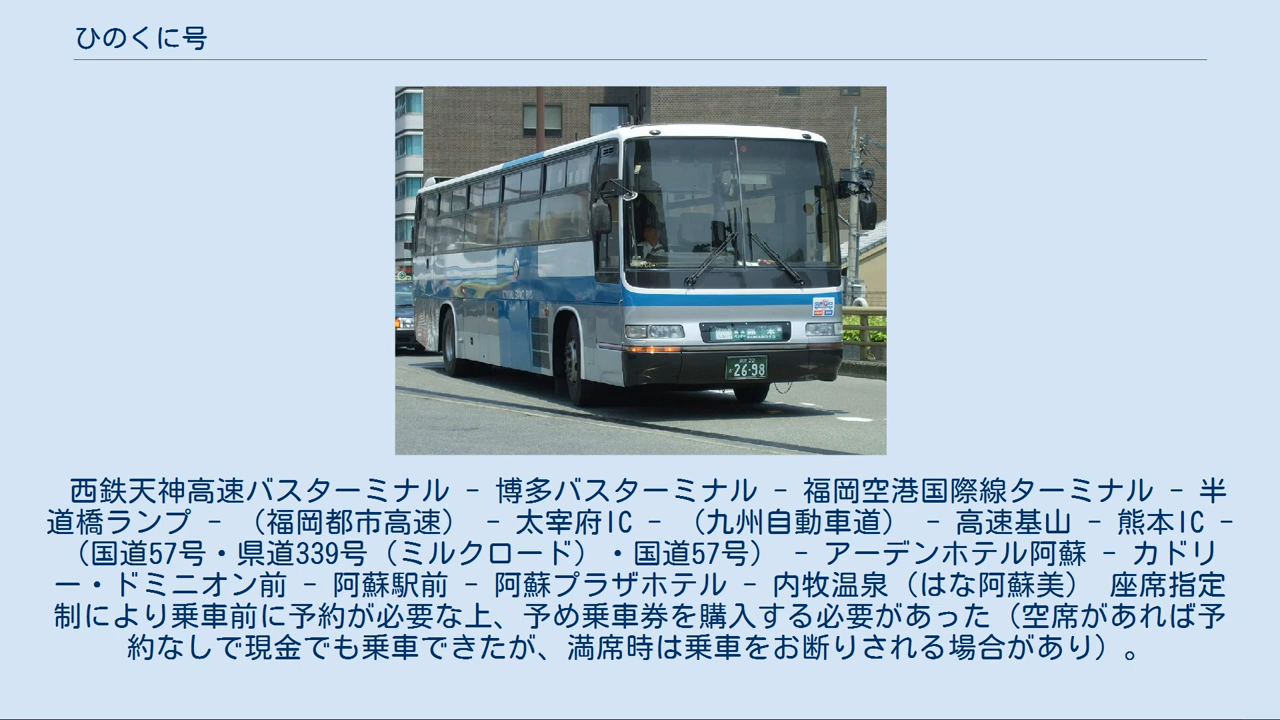 ひのくに号
26-98
西鉄天神高速バスターミナル - 博多バスターミナル - 福岡空港国際線ターミナル - 半
道橋ランプ - （福岡都市高速） - 太宰府IC - （九州自動車道） - 高速基山 - 熊本IC -
（国道57号・県道339号（ミルクロード）・国道57号） - アーデンホテル阿蘇 - カドリ
ー・ドミニオン前 - 阿蘇駅前 - 阿蘇プラザホテル - 内牧温泉（はな阿蘇美） 座席指定
制により乗車前に予約が必要な上、予め乗車券を購入する必要があった（空席があれば予
約なしで現金でも乗車できたが、満席時は乗車をお断りされる場合があり）。